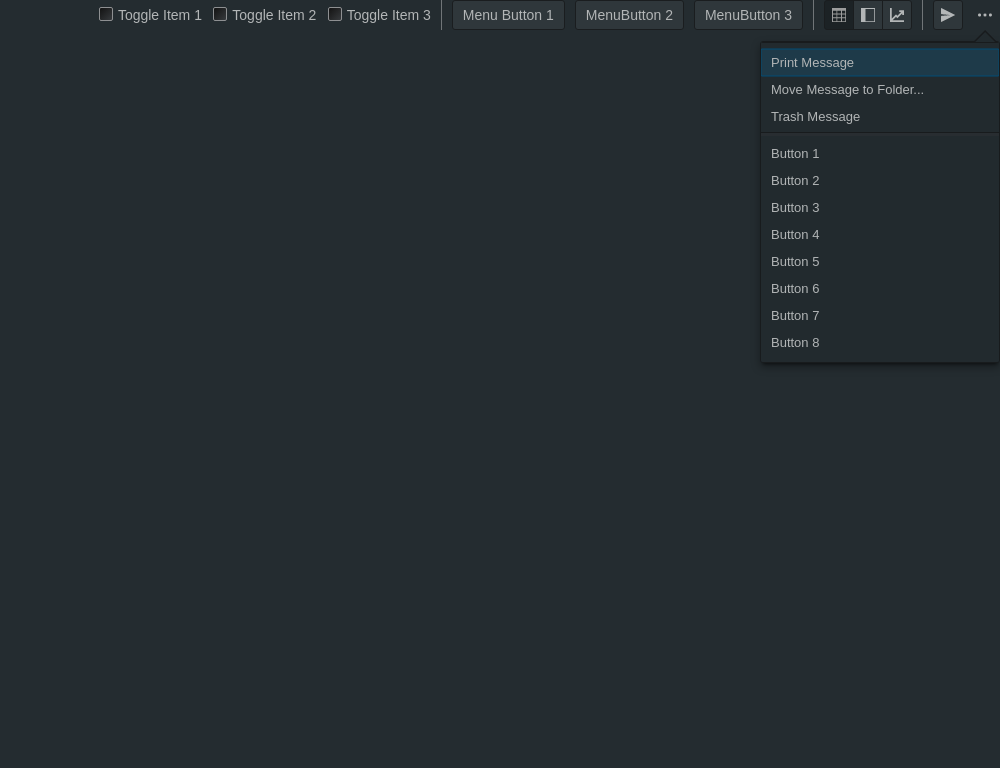 Toggle Item 1 Toggle Item 2 Toggle Item 3 Menu Button 1 MenuButton 2 MenuButton 3
Print Message
Move Message to Folder...
Trash Message
Button 1
Button 2
Button 3
Button 4
Button 5
Button 6
Button 7
Button 8